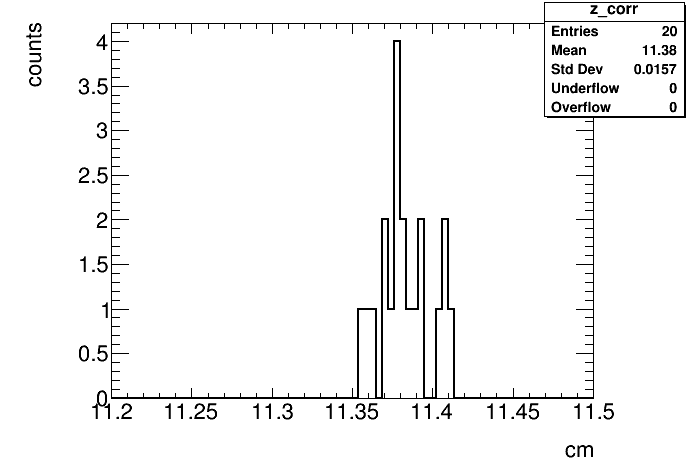 z_corr
Entries 20
Mean 11.38
Std Dev 0.0157
Underflow 0
Overflow 0
counts
4
3.5
3
2.5
2
1.5
1
0.5
0
11.2 11.25 11.3 11.35 11.4 11.45 11.5
cm